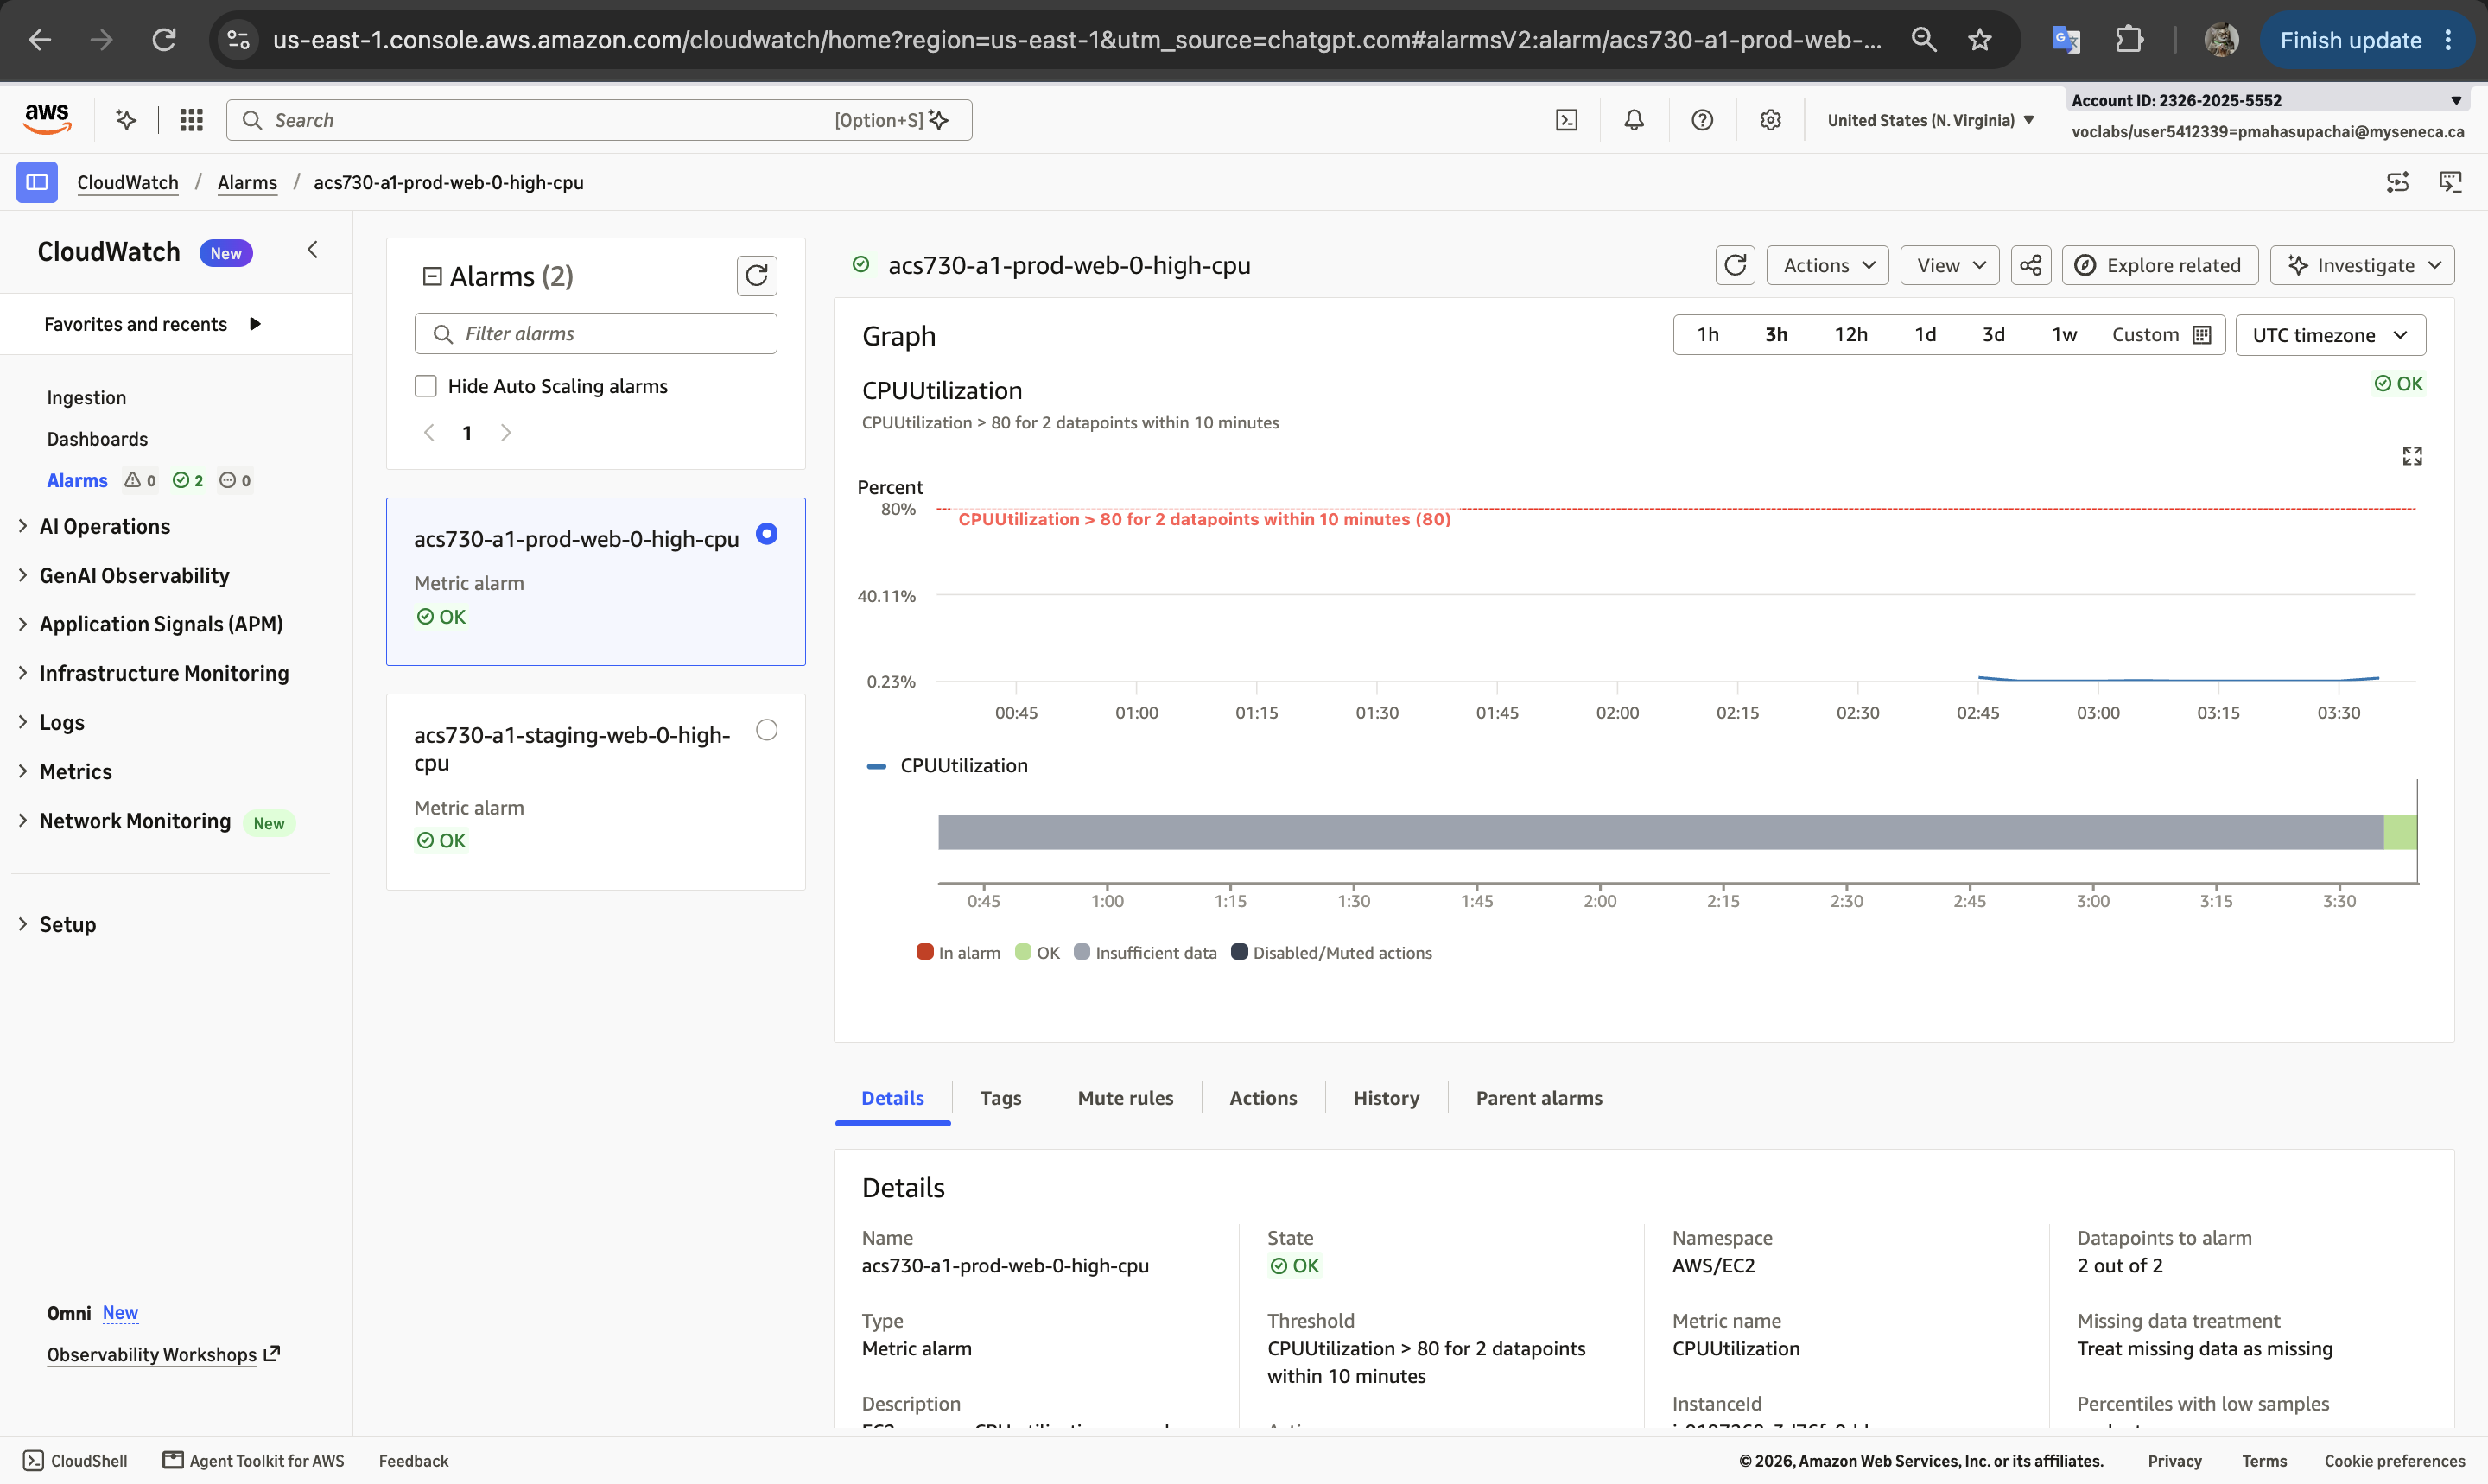 us-east-1.console.aws.amazon.com/cloudwatch/home?region=us-east-1&utm_source=chatgpt.com#alarmsV2:alarm/acs730-a1-prod-web-...
Finish update
aws
Search
[Option+S]
United States (N. Virginia)
Account ID: 2326-2025-5552
voclabs/user5412339=pmahasupachai@myseneca.ca
CloudWatch / Alarms / acs730-a1-prod-web-0-high-cpu
CloudWatch New
Favorites and recents
Ingestion
Dashboards
Alarms 0 2 0
AI Operations
GenAI Observability
Application Signals (APM)
Infrastructure Monitoring
Logs
Metrics
Network Monitoring New
Setup
Omni New
Observability Workshops
Alarms (2)
Filter alarms
Hide Auto Scaling alarms
1
acs730-a1-prod-web-0-high-cpu
Metric alarm
OK
acs730-a1-staging-web-0-high-
cpu
Metric alarm
OK
acs730-a1-prod-web-0-high-cpu
Actions
View
Explore related
Investigate
Graph
1h 3h 12h 1d 3d 1w Custom
UTC timezone
CPUUtilization
OK
CPUUtilization > 80 for 2 datapoints within 10 minutes
Percent
80%
CPUUtilization > 80 for 2 datapoints within 10 minutes (80)
40.11%
0.23%
00:45 01:00 01:15 01:30 01:45 02:00 02:15 02:30 02:45 03:00 03:15 03:30
CPUUtilization
0:45 1:00 1:15 1:30 1:45 2:00 2:15 2:30 2:45 3:00 3:15 3:30
In alarm OK Insufficient data Disabled/Muted actions
Details Tags Mute rules Actions History Parent alarms
Details
Name
acs730-a1-prod-web-0-high-cpu
Type
Metric alarm
Description
State
OK
Threshold
CPUUtilization > 80 for 2 datapoints
within 10 minutes
Namespace
AWS/EC2
Metric name
CPUUtilization
InstanceId
Datapoints to alarm
2 out of 2
Missing data treatment
Treat missing data as missing
Percentiles with low samples
CloudShell
Agent Toolkit for AWS
Feedback
© 2026, Amazon Web Services, Inc. or its affiliates.
Privacy
Terms
Cookie preferences